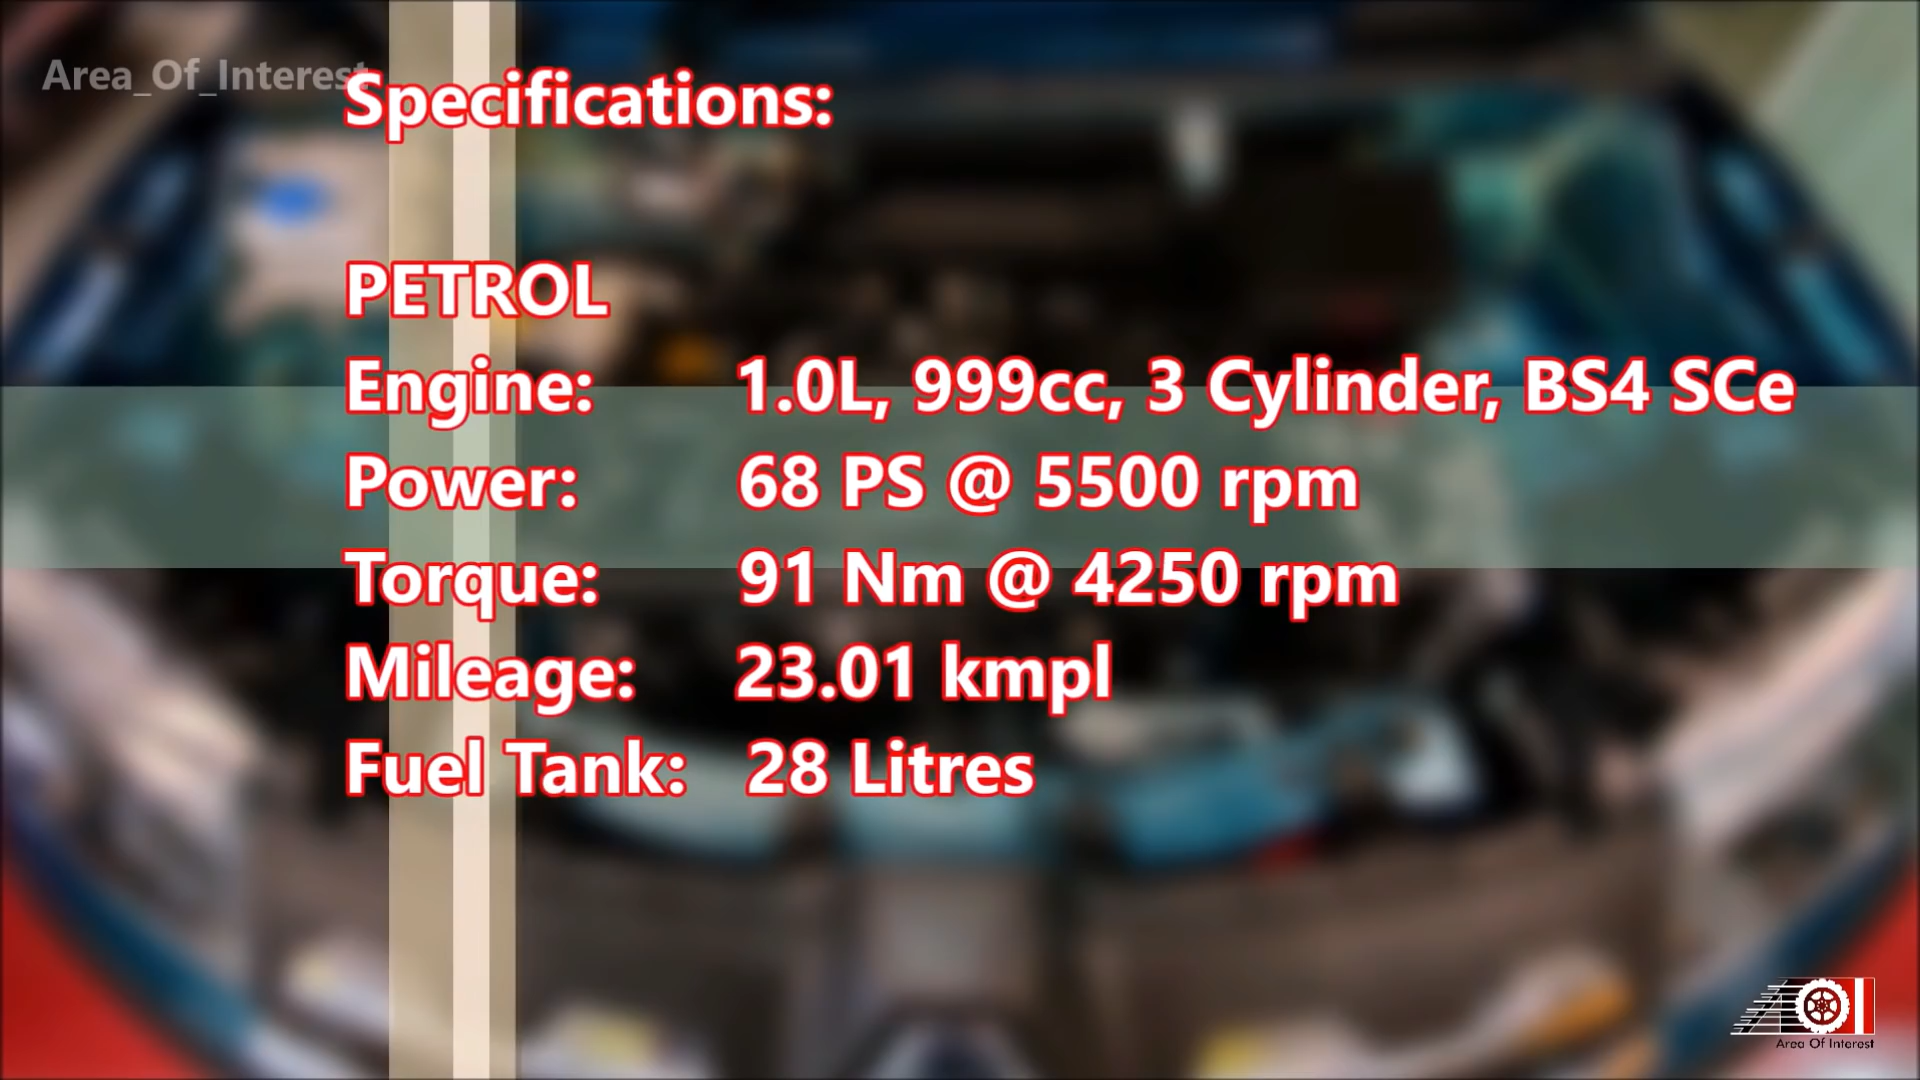 Area_Of_Interest
Specifications:
PETROL
Engine: 1.0L, 999cc, 3 Cylinder, BS4 SCe
Power: 68 PS @ 5500 rpm
Torque: 91 Nm @ 4250 rpm
Mileage: 23.01 kmpl
Fuel Tank: 28 Litres
AOI
Area Of Interest